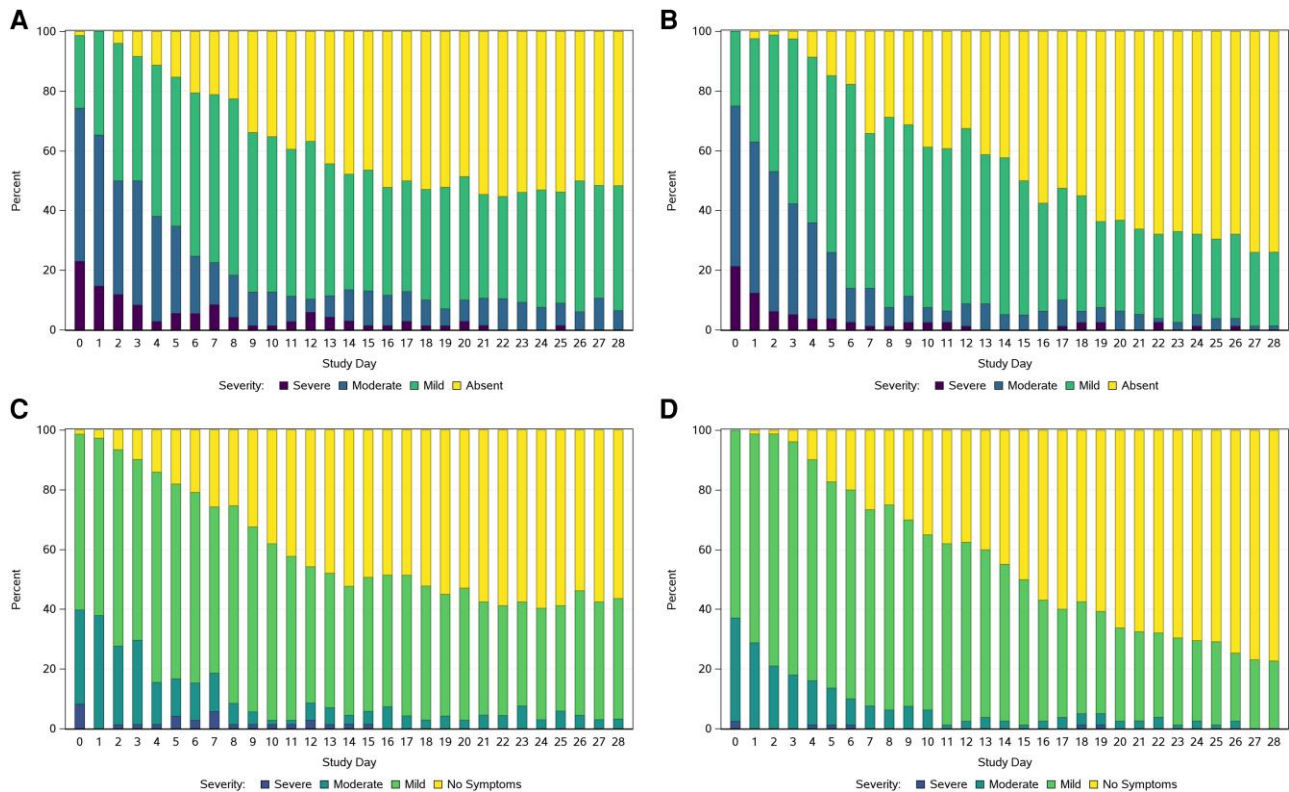 A
B
100
80
60
40
20
0
Percent
0 1 2 3 4 5 6 7 8 9 10 11 12 13 14 15 16 17 18 19 20 21 22 23 24 25 26 27 28
Study Day
Severity: Severe Moderate Mild Absent
100
80
60
40
20
0
Percent
0 1 2 3 4 5 6 7 8 9 10 11 12 13 14 15 16 17 18 19 20 21 22 23 24 25 26 27 28
Study Day
Severity: Severe Moderate Mild Absent
C
D
100
80
60
40
20
0
Percent
0 1 2 3 4 5 6 7 8 9 10 11 12 13 14 15 16 17 18 19 20 21 22 23 24 25 26 27 28
Study Day
Severity: Severe Moderate Mild No Symptoms
100
80
60
40
20
0
Percent
0 1 2 3 4 5 6 7 8 9 10 11 12 13 14 15 16 17 18 19 20 21 22 23 24 25 26 27 28
Study Day
Severity: Severe Moderate Mild No Symptoms